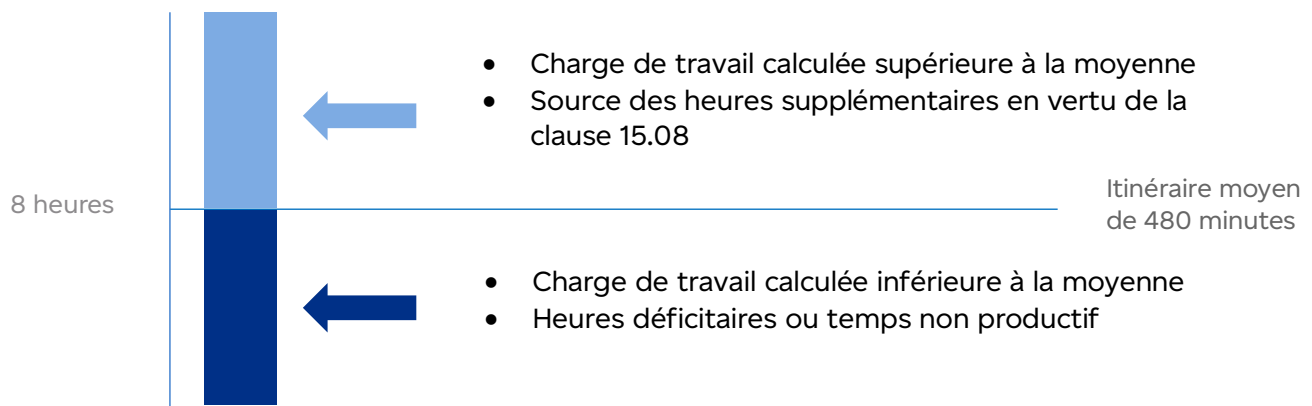 • Charge de travail calculée supérieure à la moyenne
• Source des heures supplémentaires en vertu de la
clause 15.08
8 heures
Itinéraire moyen
de 480 minutes
• Charge de travail calculée inférieure à la moyenne
• Heures déficitaires ou temps non productif